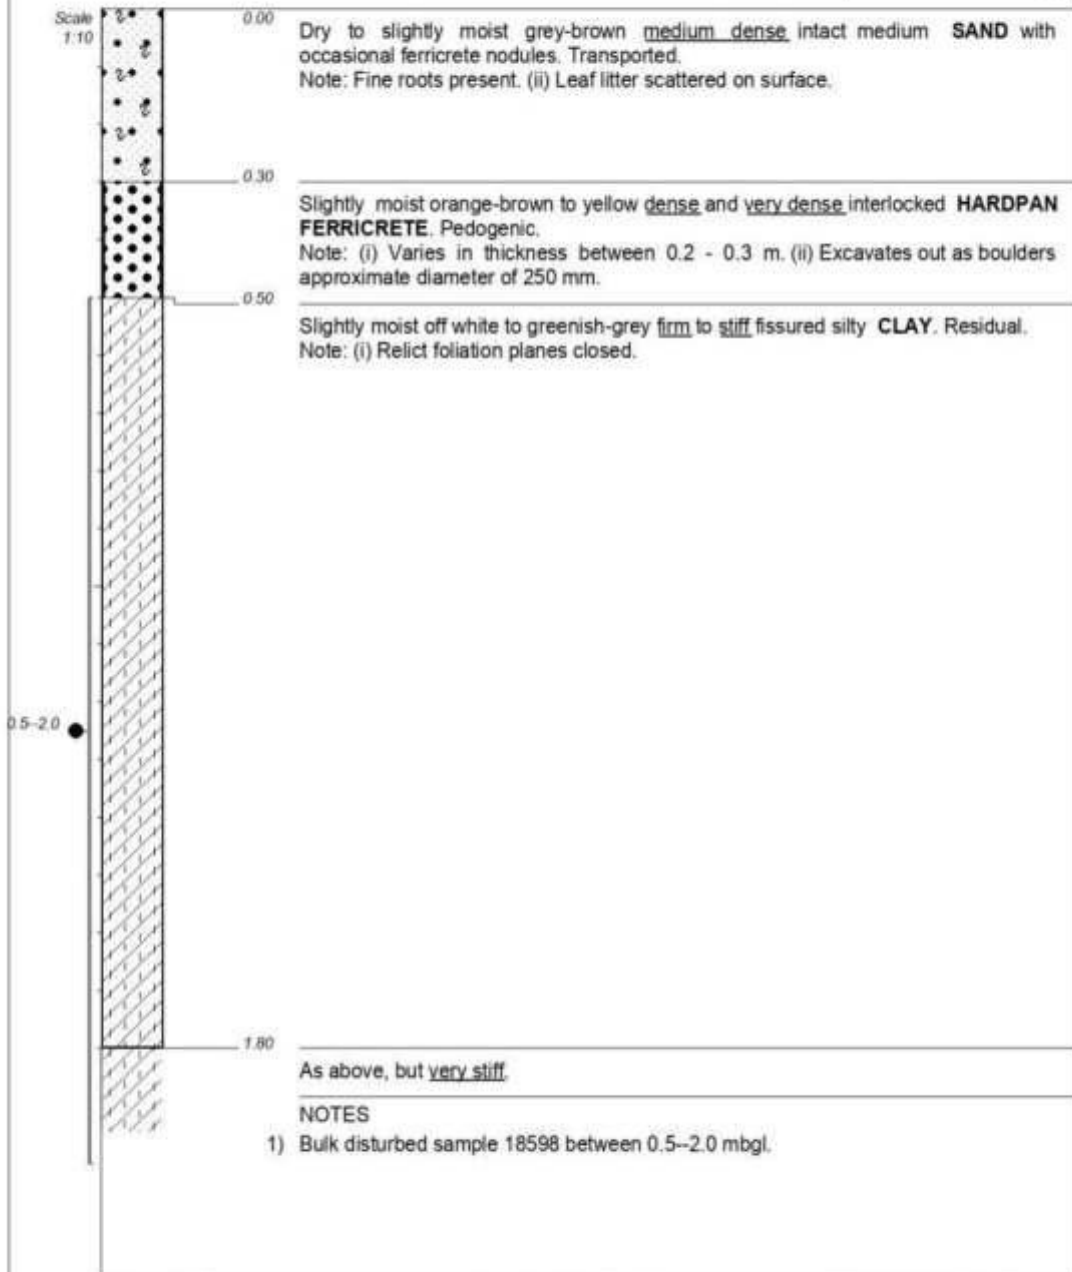 Scale
1:10
0.00
Dry to slightly moist grey-brown medium dense intact medium SAND with
occasional ferricrete nodules. Transported.
Note: Fine roots present. (ii) Leaf litter scattered on surface.
0.30
Slightly moist orange-brown to yellow dense and very dense interlocked HARDPAN
FERRICRETE. Pedogenic.
Note: (i) Varies in thickness between 0.2 - 0.3 m. (ii) Excavates out as boulders
approximate diameter of 250 mm.
0.50
Slightly moist off white to greenish-grey firm to stiff fissured silty CLAY. Residual.
Note: (i) Relict foliation planes closed.
0.5--2.0
1.80
As above, but very stiff.
NOTES
1) Bulk disturbed sample 18598 between 0.5--2.0 mbgl.